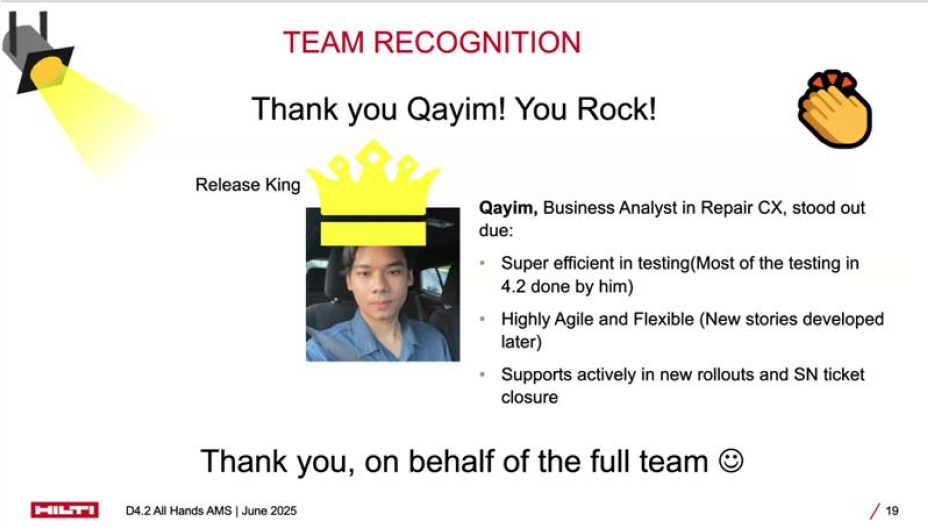 TEAM RECOGNITION
Thank you Qayim! You Rock!
Release King
Qayim, Business Analyst in Repair CX, stood out
due:
• Super efficient in testing(Most of the testing in
4.2 done by him)
• Highly Agile and Flexible (New stories developed
later)
• Supports actively in new rollouts and SN ticket
closure
Thank you, on behalf of the full team ☺
HILTI
D4.2 All Hands AMS | June 2025
/ 19